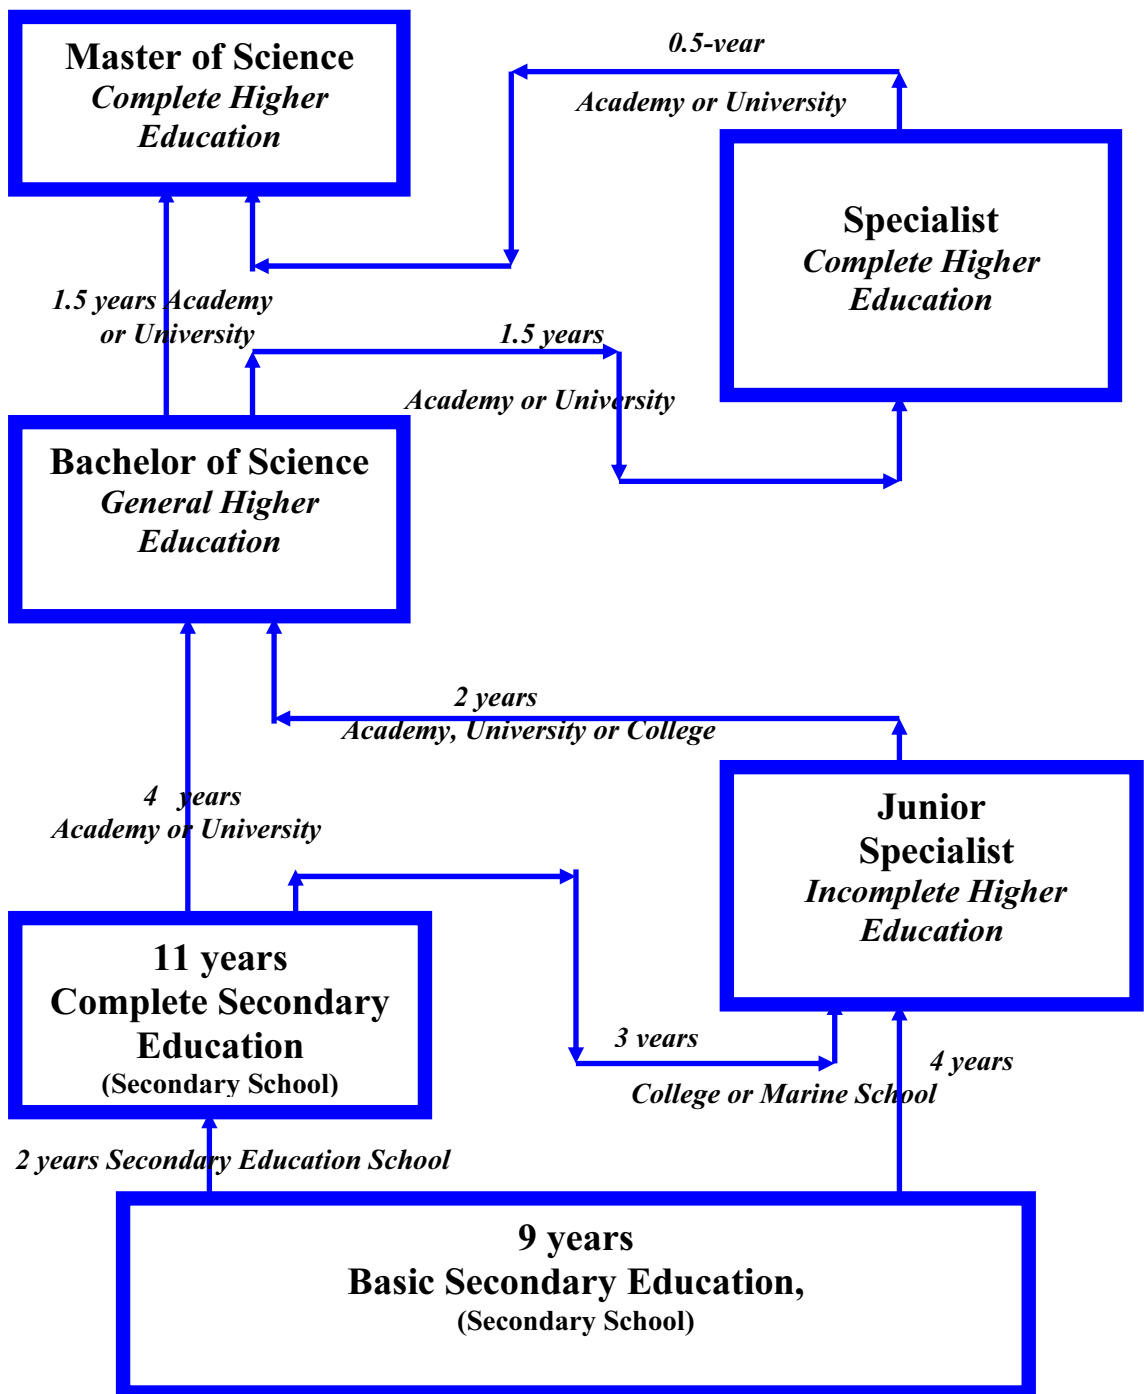 Master of Science
Complete Higher
Education
0.5-year
Academy or University
Specialist
Complete Higher
Education
1.5 years Academy
or University
1.5 years
Academy or University
Bachelor of Science
General Higher
Education
2 years
Academy, University or College
4 years
Academy or University
Junior
Specialist
Incomplete Higher
Education
11 years
Complete Secondary
Education
(Secondary School)
3 years
College or Marine School
4 years
2 years Secondary Education School
9 years
Basic Secondary Education,
(Secondary School)